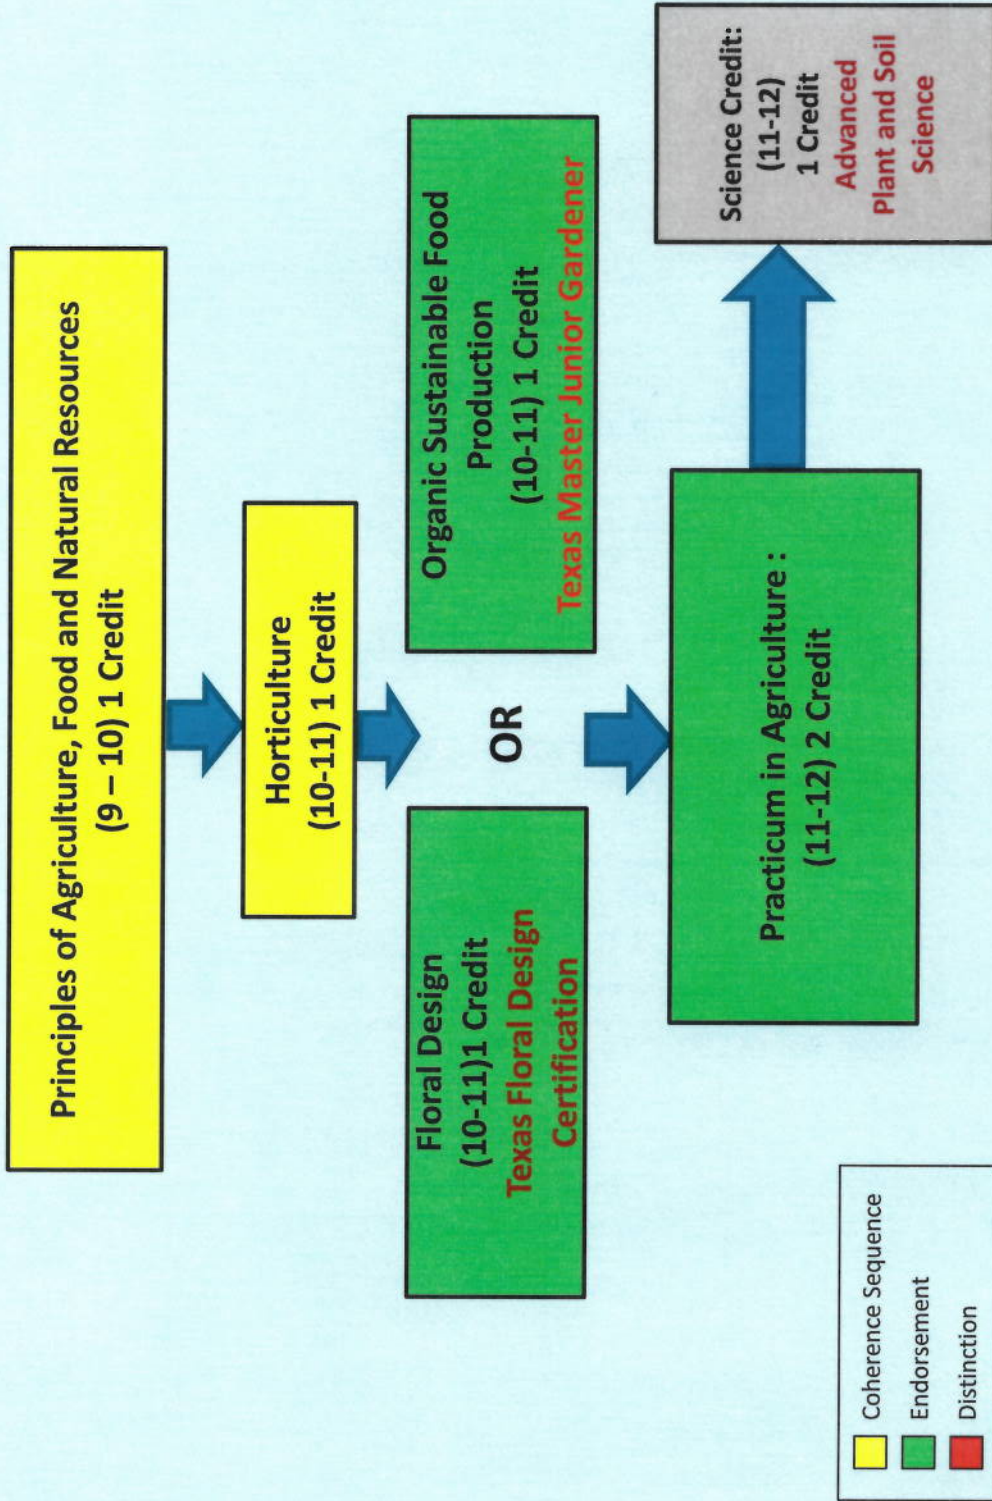 Principles of Agriculture, Food and Natural Resources
(9 – 10) 1 Credit
Horticulture
(10-11) 1 Credit
Floral Design
(10-11)1 Credit
Texas Floral Design
Certification
OR
Organic Sustainable Food
Production
(10-11) 1 Credit
Texas Master Junior Gardener
Practicum in Agriculture :
(11-12) 2 Credit
Science Credit:
(11-12)
1 Credit
Advanced
Plant and Soil
Science
Coherence Sequence
Endorsement
Distinction